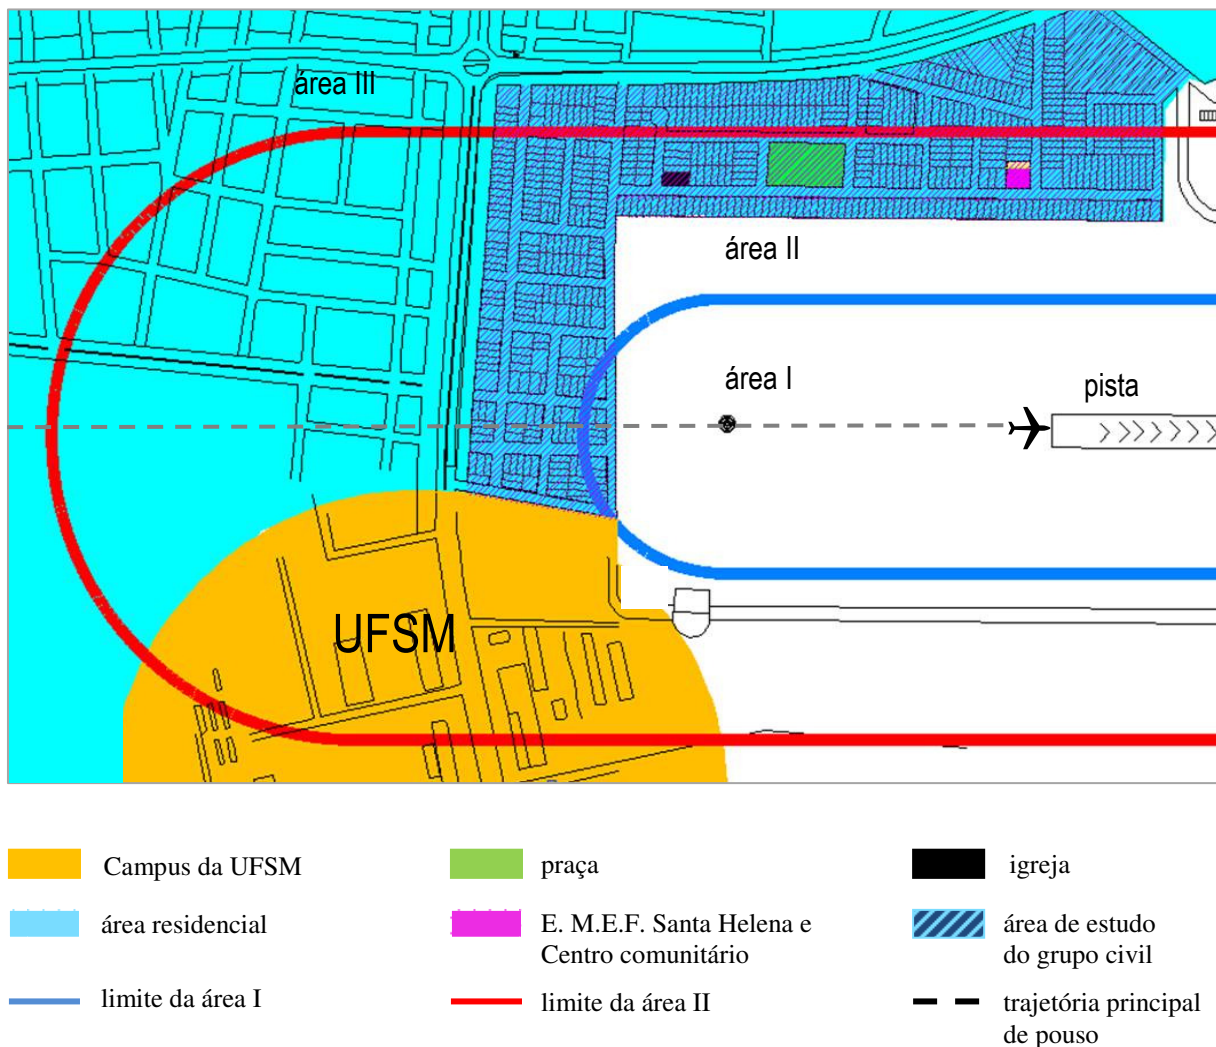 área III
área II
área I
pista
UFSM
Campus da UFSM
praça
igreja
área residencial
E. M.E.F. Santa Helena e
Centro comunitário
área de estudo
do grupo civil
limite da área I
limite da área II
trajetória principal
de pouso